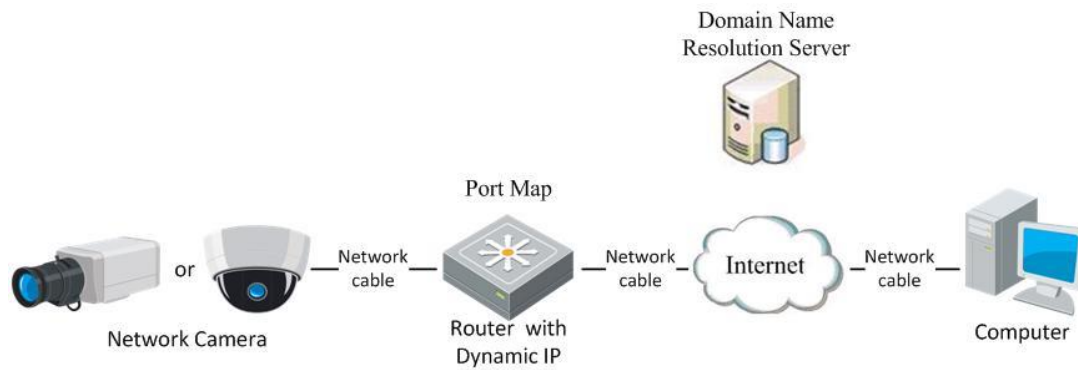 Domain Name
Resolution Server
Port Map
or
Network
cable
Network
cable
Internet
Network
cable
Network Camera
Router with
Dynamic IP
Computer